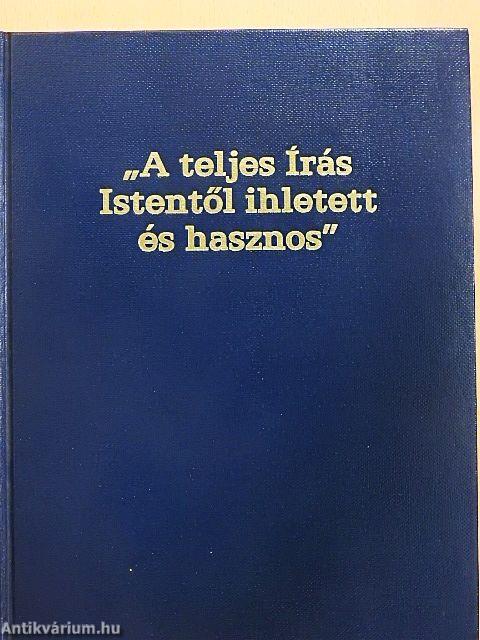 „A teljes Írás
Istentől ihletett
és hasznos”
Antikvárium.hu